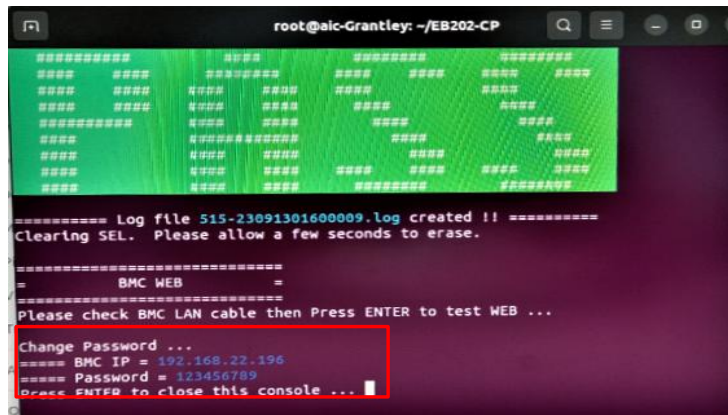 root@aic-Grantley: ~/EB202-CP
##########          ####          ########       ########
####    ####      ########      ####    ####   ####    ####
####    ####    ####    ####    ####           ####
####    ####    ####    ####      ####           ####
##########      ####    ####        ####           ####
####            ############          ####           ####
####            ####    ####            ####           ####
####            ####    ####    ####    ####   ####    ####
####            ####    ####      ########       ########
========== Log file 515-23091301600009.log created !! ==========
Clearing SEL.  Please allow a few seconds to erase.
==============================
=          BMC WEB           =
==============================
Please check BMC LAN cable then Press ENTER to test WEB ...
Change Password ...
===== BMC IP = 192.168.22.196
===== Password = 123456789
Press ENTER to close this console ...